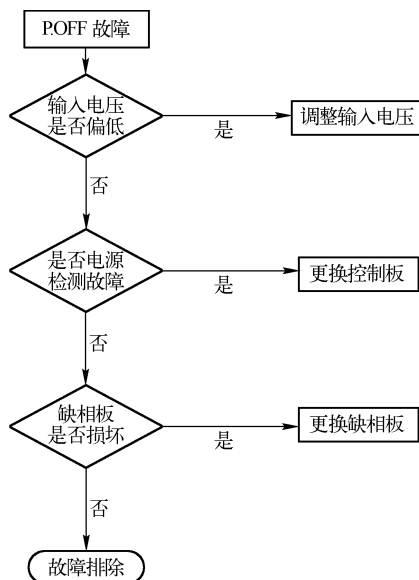 P.OFF 故障
输入电压
是否偏低
是
调整输入电压
否
是否电源
检测故障
是
更换控制板
否
缺相板
是否损坏
是
更换缺相板
否
故障排除